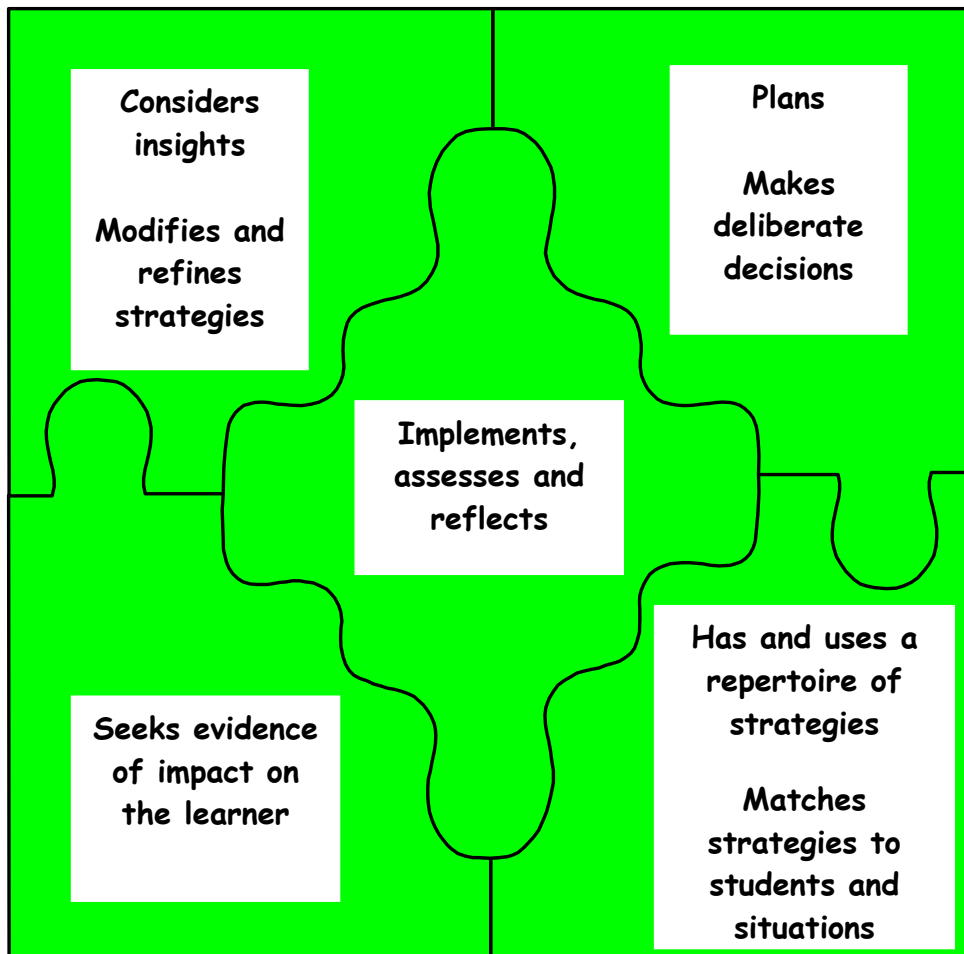 Considers
insights
Modifies and
refines
strategies
Plans
Makes
deliberate
decisions
Implements,
assesses and
reflects
Seeks evidence
of impact on
the learner
Has and uses a
repertoire of
strategies
Matches
strategies to
students and
situations